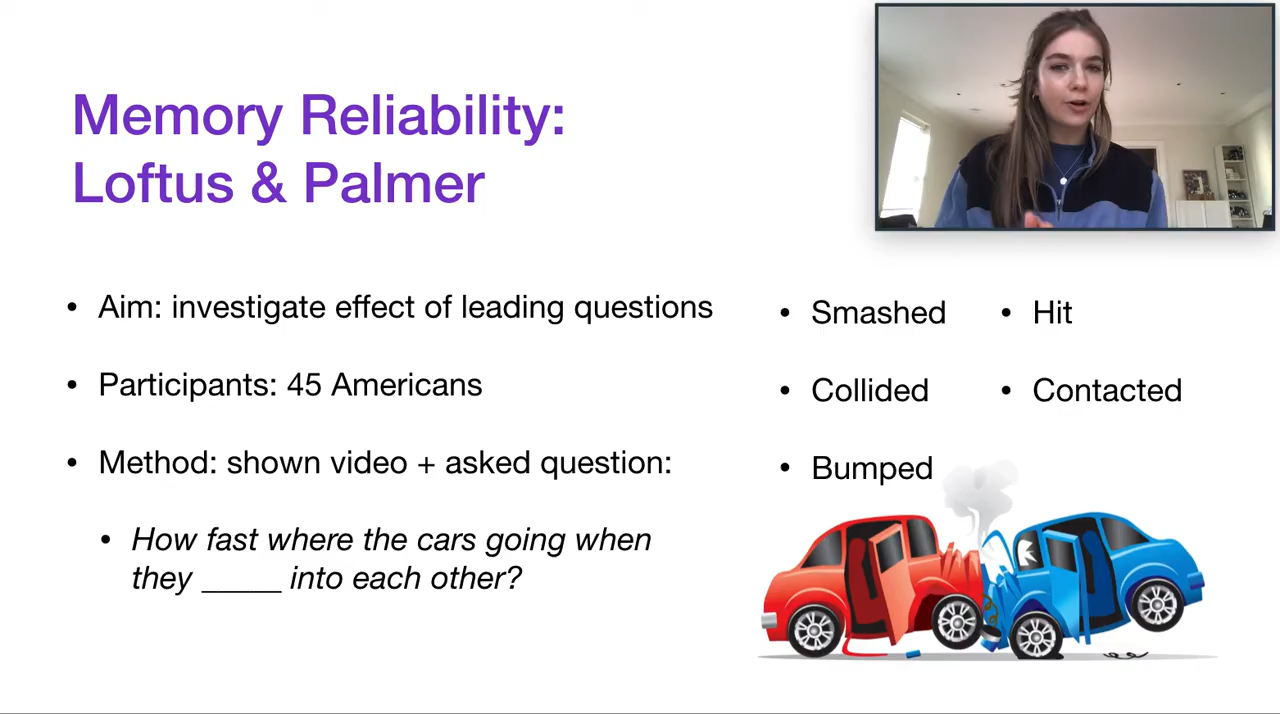 Memory Reliability:
Loftus & Palmer
• Aim: investigate effect of leading questions
• Participants: 45 Americans
• Method: shown video + asked question:
• How fast where the cars going when
they _____ into each other?
• Smashed
• Collided
• Bumped
• Hit
• Contacted